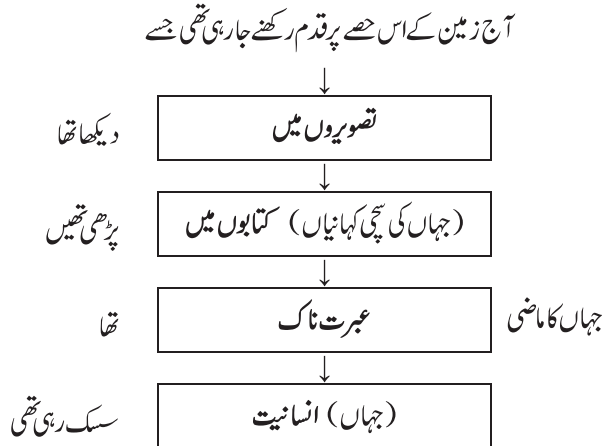 آج زمین کے اس حصے پر قدم رکھنے جا رہی تھی جسے
تصویروں میں دیکھا تھا
(جہاں کی سچی کہانیاں) کتابوں میں پڑھی تھیں
جہاں کا ماضی عبرت ناک تھا
(جہاں) انسانیت سسک رہی تھی